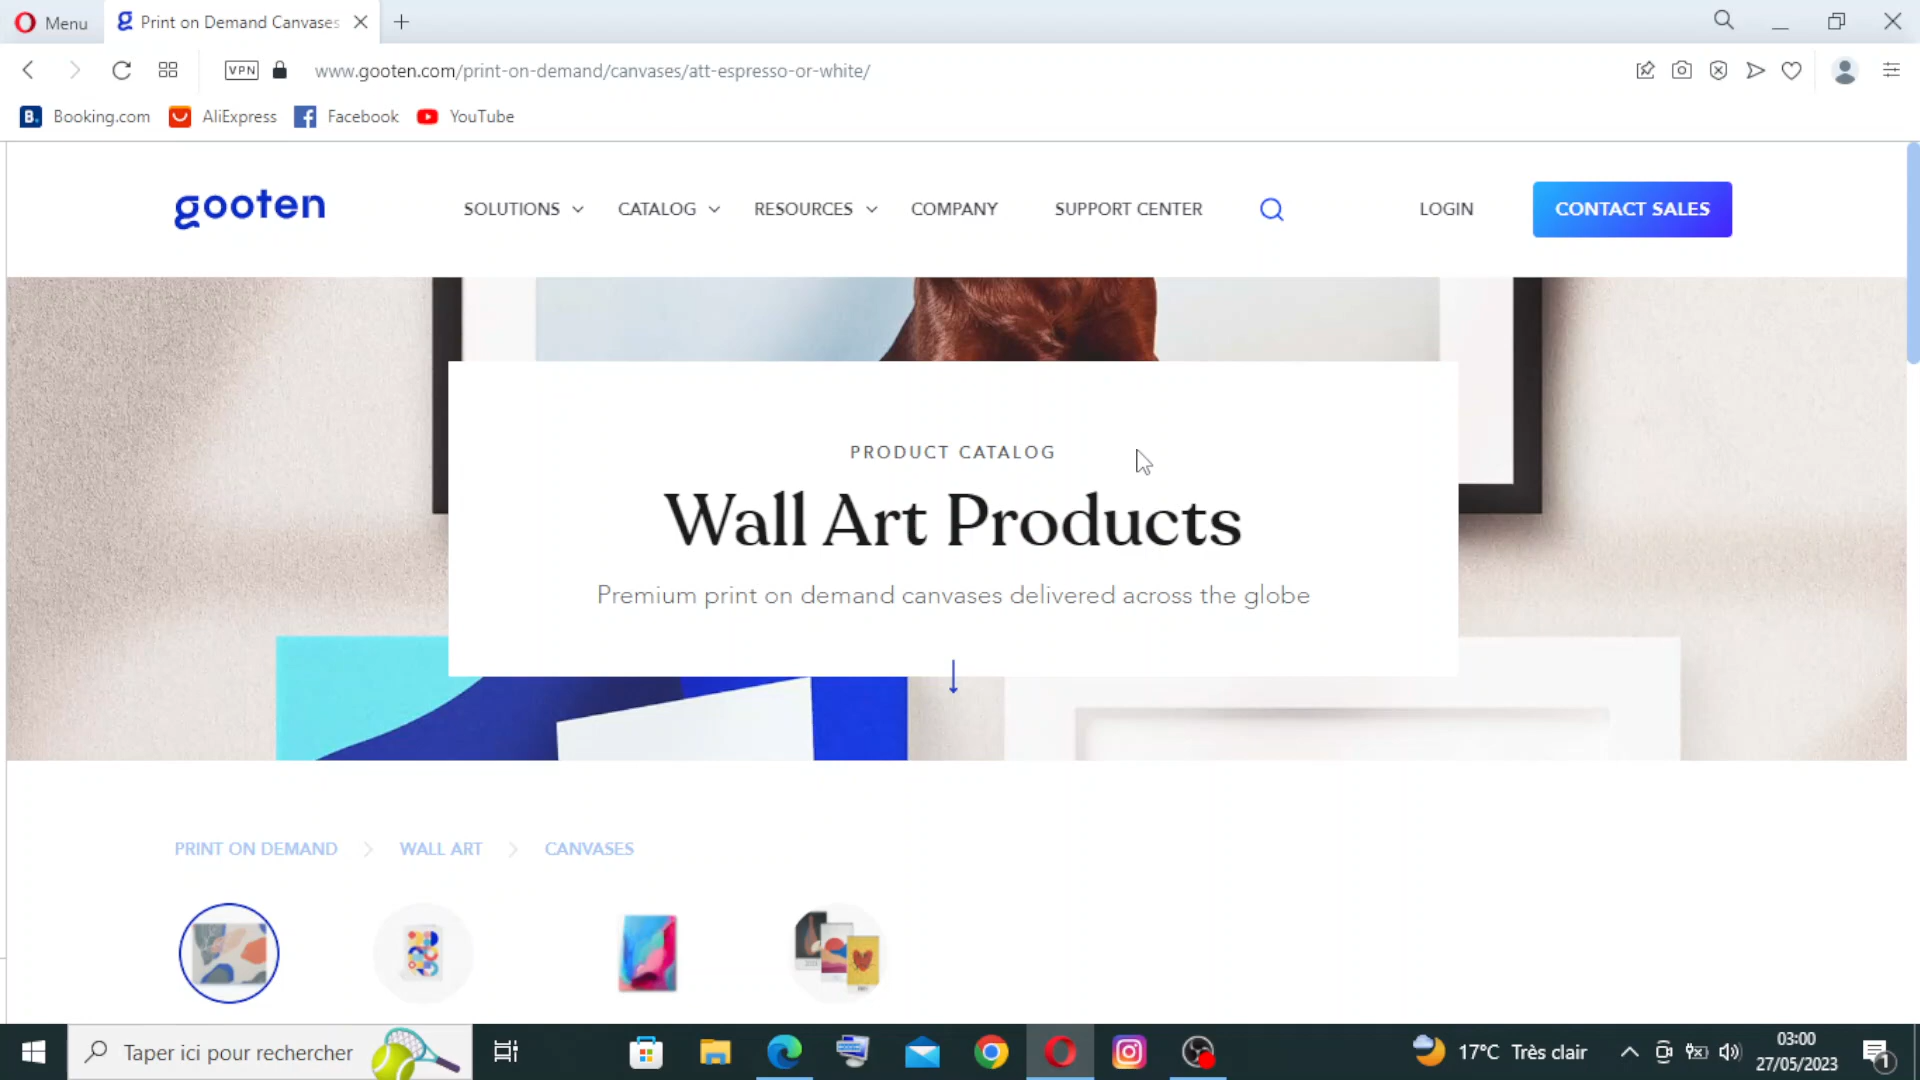 Menu
Print on Demand Canvases
VPN
www.gooten.com/print-on-demand/canvases/att-espresso-or-white/
B. Booking.com AliExpress Facebook YouTube
gooten
SOLUTIONS CATALOG RESOURCES COMPANY SUPPORT CENTER LOGIN CONTACT SALES
PRODUCT CATALOG
Wall Art Products
Premium print on demand canvases delivered across the globe
PRINT ON DEMAND WALL ART CANVASES
Taper ici pour rechercher
17°C Très clair
03:00
27/05/2023
1